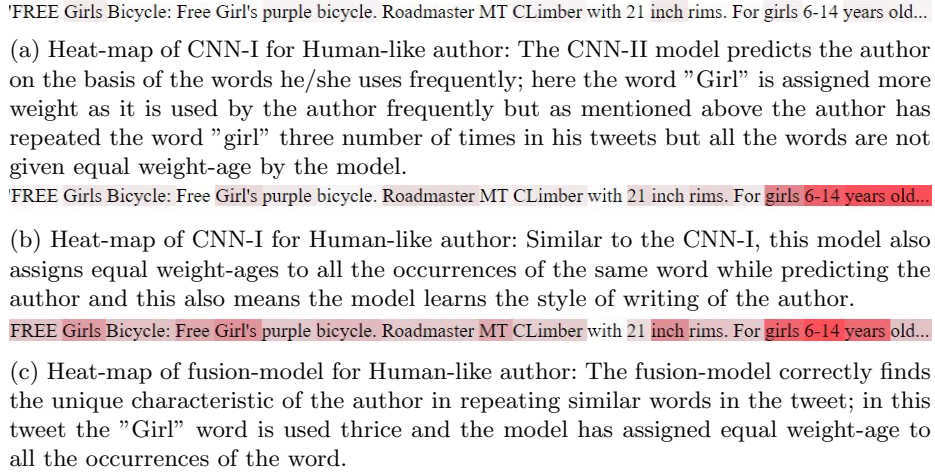 'FREE Girls Bicycle: Free Girl's purple bicycle. Roadmaster MT CLimber with 21 inch rims. For girls 6-14 years old...
(a) Heat-map of CNN-I for Human-like author: The CNN-II model predicts the author
on the basis of the words he/she uses frequently; here the word ”Girl” is assigned more
weight as it is used by the author frequently but as mentioned above the author has
repeated the word ”girl” three number of times in his tweets but all the words are not
given equal weight-age by the model.
'FREE Girls Bicycle: Free Girl's purple bicycle. Roadmaster MT CLimber with 21 inch rims. For girls 6-14 years old...
(b) Heat-map of CNN-I for Human-like author: Similar to the CNN-I, this model also
assigns equal weight-ages to all the occurrences of the same word while predicting the
author and this also means the model learns the style of writing of the author.
FREE Girls Bicycle: Free Girl's purple bicycle. Roadmaster MT CLimber with 21 inch rims. For girls 6-14 years old...
(c) Heat-map of fusion-model for Human-like author: The fusion-model correctly finds
the unique characteristic of the author in repeating similar words in the tweet; in this
tweet the ”Girl” word is used thrice and the model has assigned equal weight-age to
all the occurrences of the word.